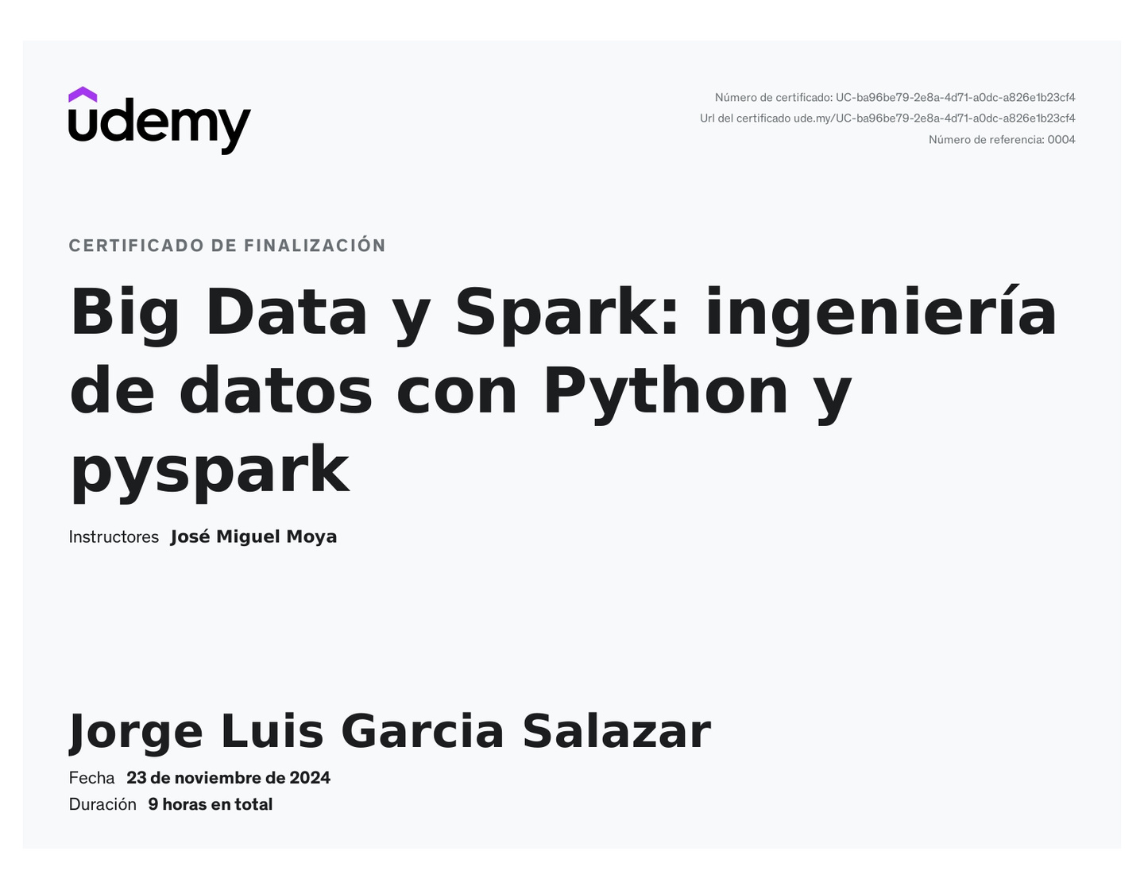 udemy
Número de certificado: UC-ba96be79-2e8a-4d71-a0dc-a826e1b23cf4
Url del certificado ude.my/UC-ba96be79-2e8a-4d71-a0dc-a826e1b23cf4
Número de referencia: 0004
CERTIFICADO DE FINALIZACIÓN
Big Data y Spark: ingeniería
de datos con Python y
pyspark
Instructores José Miguel Moya
Jorge Luis Garcia Salazar
Fecha 23 de noviembre de 2024
Duración 9 horas en total